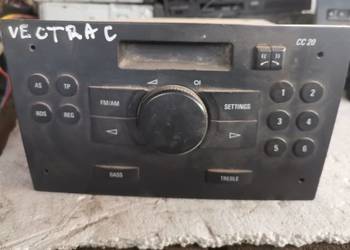 VECTRA C
CC 20
AS TP
FM/AM
SETTINGS
1 2
RDS REG
3 4
5 6
BASS
TREBLE